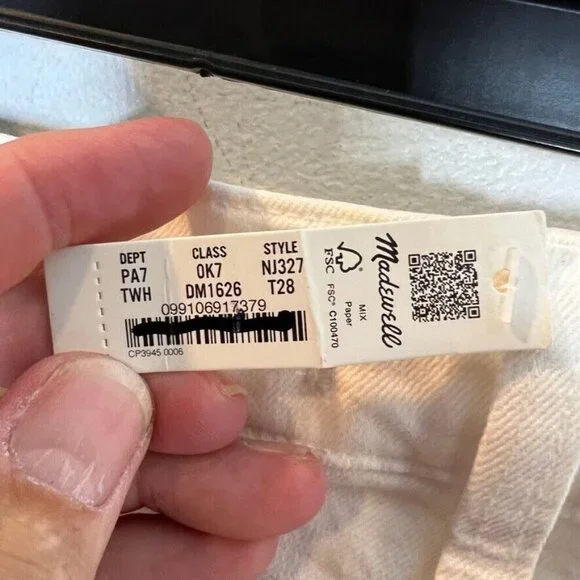 DEPT CLASS STYLE
PA7 0K7 NJ327
TWH DM1626 T28
099106917379
CP3945 0006
FSC
FSC® C100470
MIX
Paper
Madewell